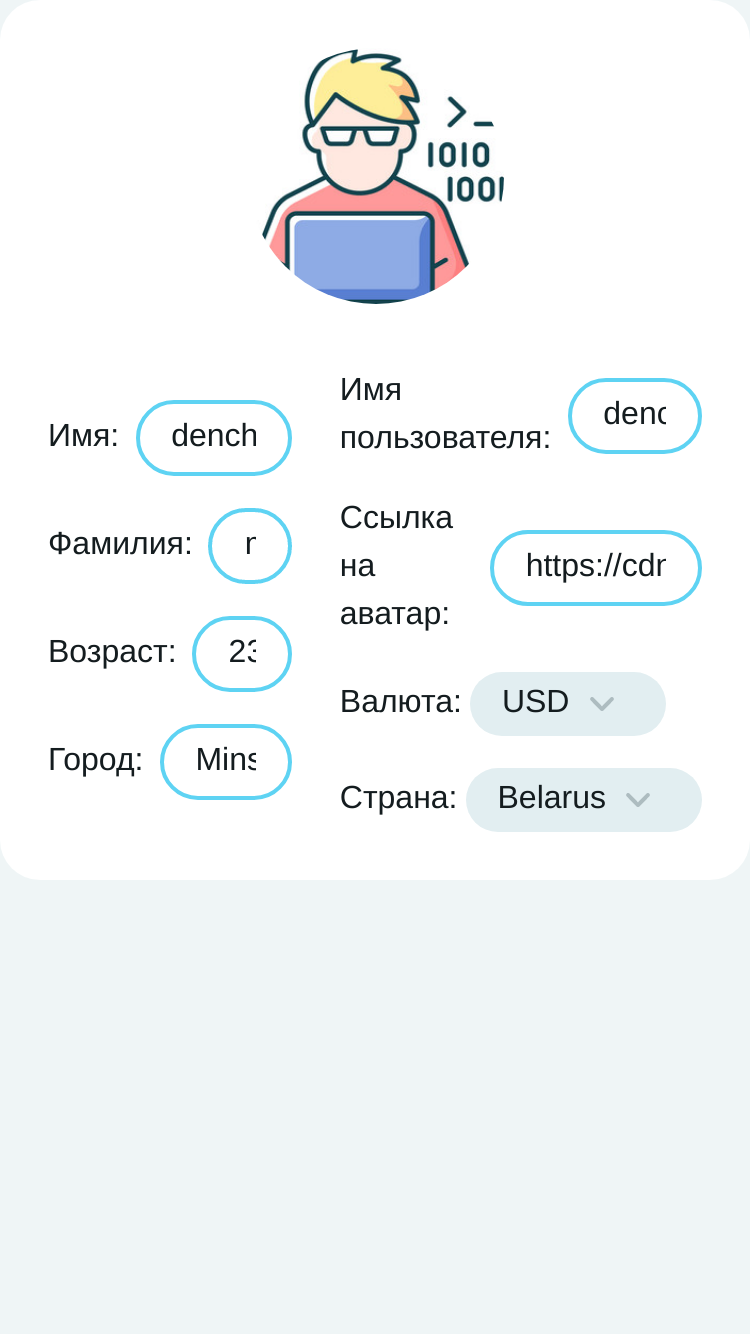 >_
1010
1001
Имя:
dench
Фамилия:
Возраст:
23
Город:
Mins
Имя
пользователя:
denc
Ссылка
на
аватар:
https://cdn
Валюта: USD
Страна: Belarus